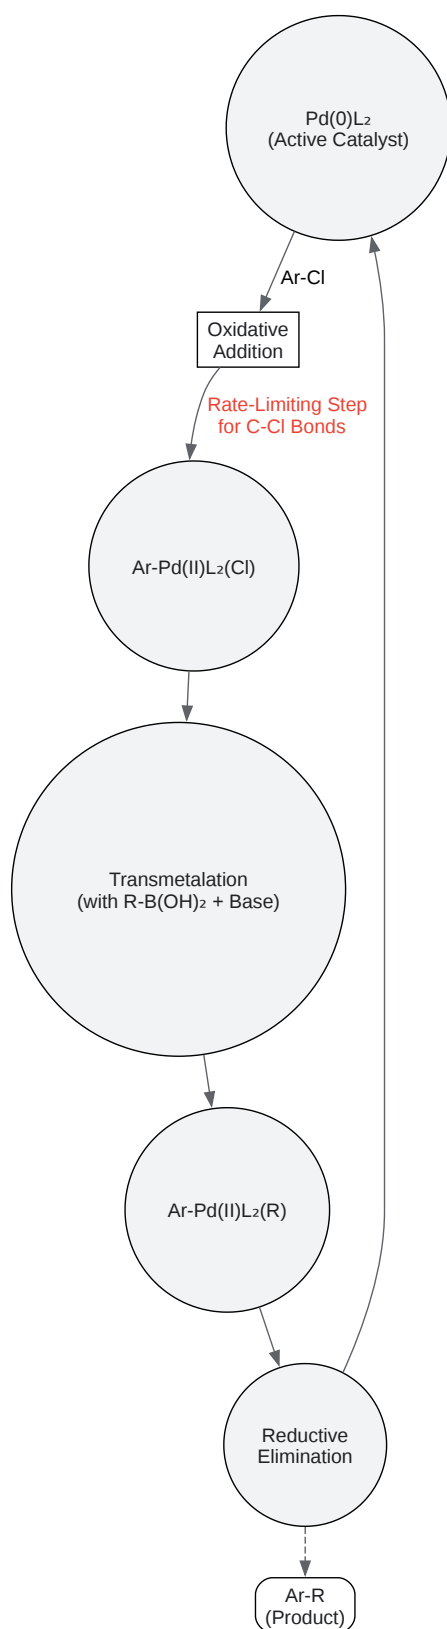 Pd(0)L₂
(Active Catalyst)
Ar-Cl
Oxidative
Addition
Rate-Limiting Step
for C-Cl Bonds
Ar-Pd(II)L₂(Cl)
Transmetalation
(with R-B(OH)₂ + Base)
Ar-Pd(II)L₂(R)
Reductive
Elimination
Ar-R
(Product)